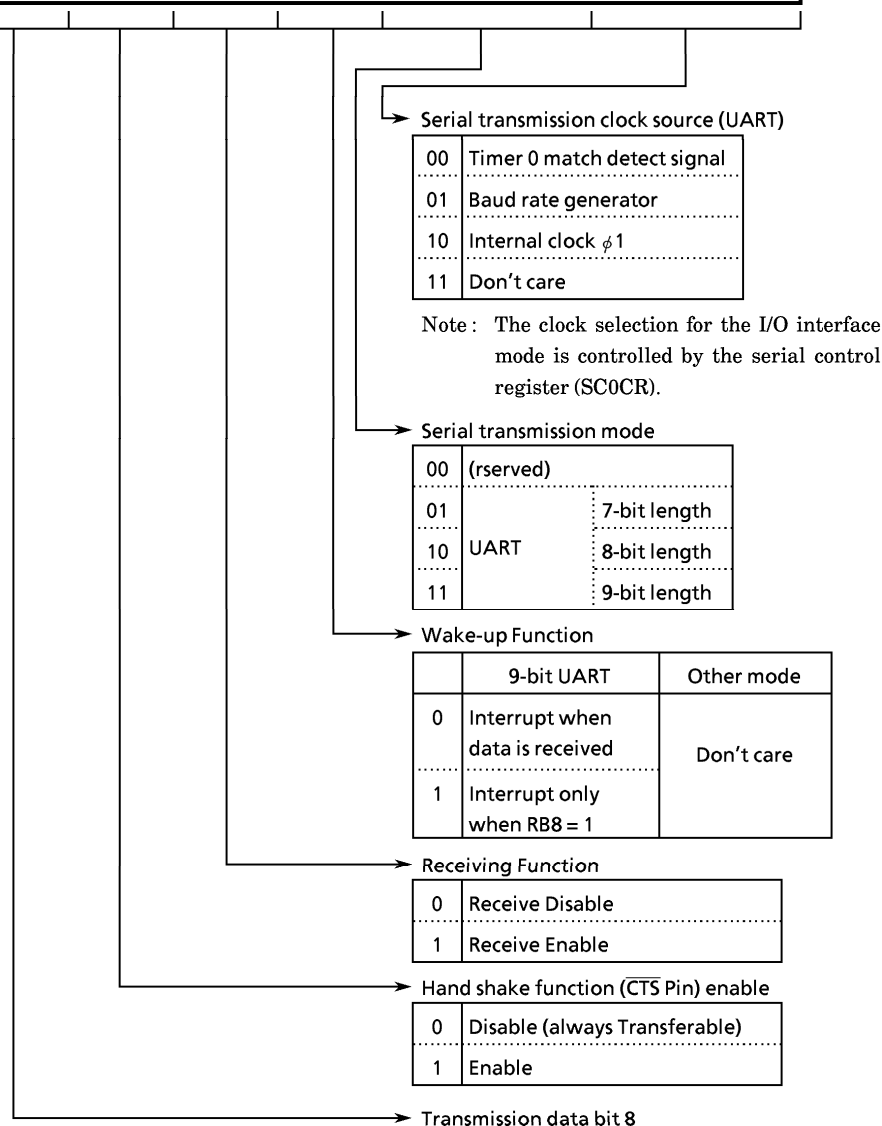 Serial transmission clock source (UART)
00 Timer 0 match detect signal
01 Baud rate generator
10 Internal clock ϕ1
11 Don't care
Note : The clock selection for the I/O interface
mode is controlled by the serial control
register (SC0CR).
Serial transmission mode
00 (rserved)
01 7-bit length
10 UART 8-bit length
11 9-bit length
Wake-up Function
9-bit UART Other mode
0 Interrupt when
data is received
Don't care
1 Interrupt only
when RB8 = 1
Receiving Function
0 Receive Disable
1 Receive Enable
Hand shake function (C̅T̅S̅ Pin) enable
0 Disable (always Transferable)
1 Enable
Transmission data bit 8